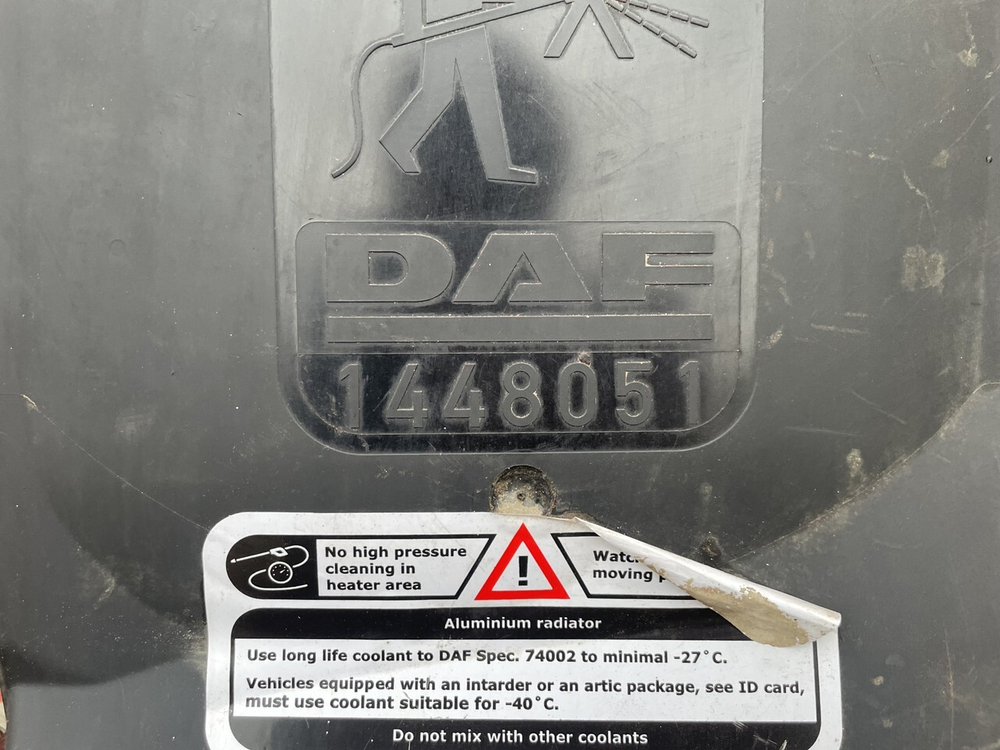 DAF
1448051
No high pressure
cleaning in
heater area
!
moving
Aluminium radiator
Use long life coolant to DAF Spec. 74002 to minimal -27°C.
Vehicles equipped with an intarder or an artic package, see ID card,
must use coolant suitable for -40°C.
Do not mix with other coolants